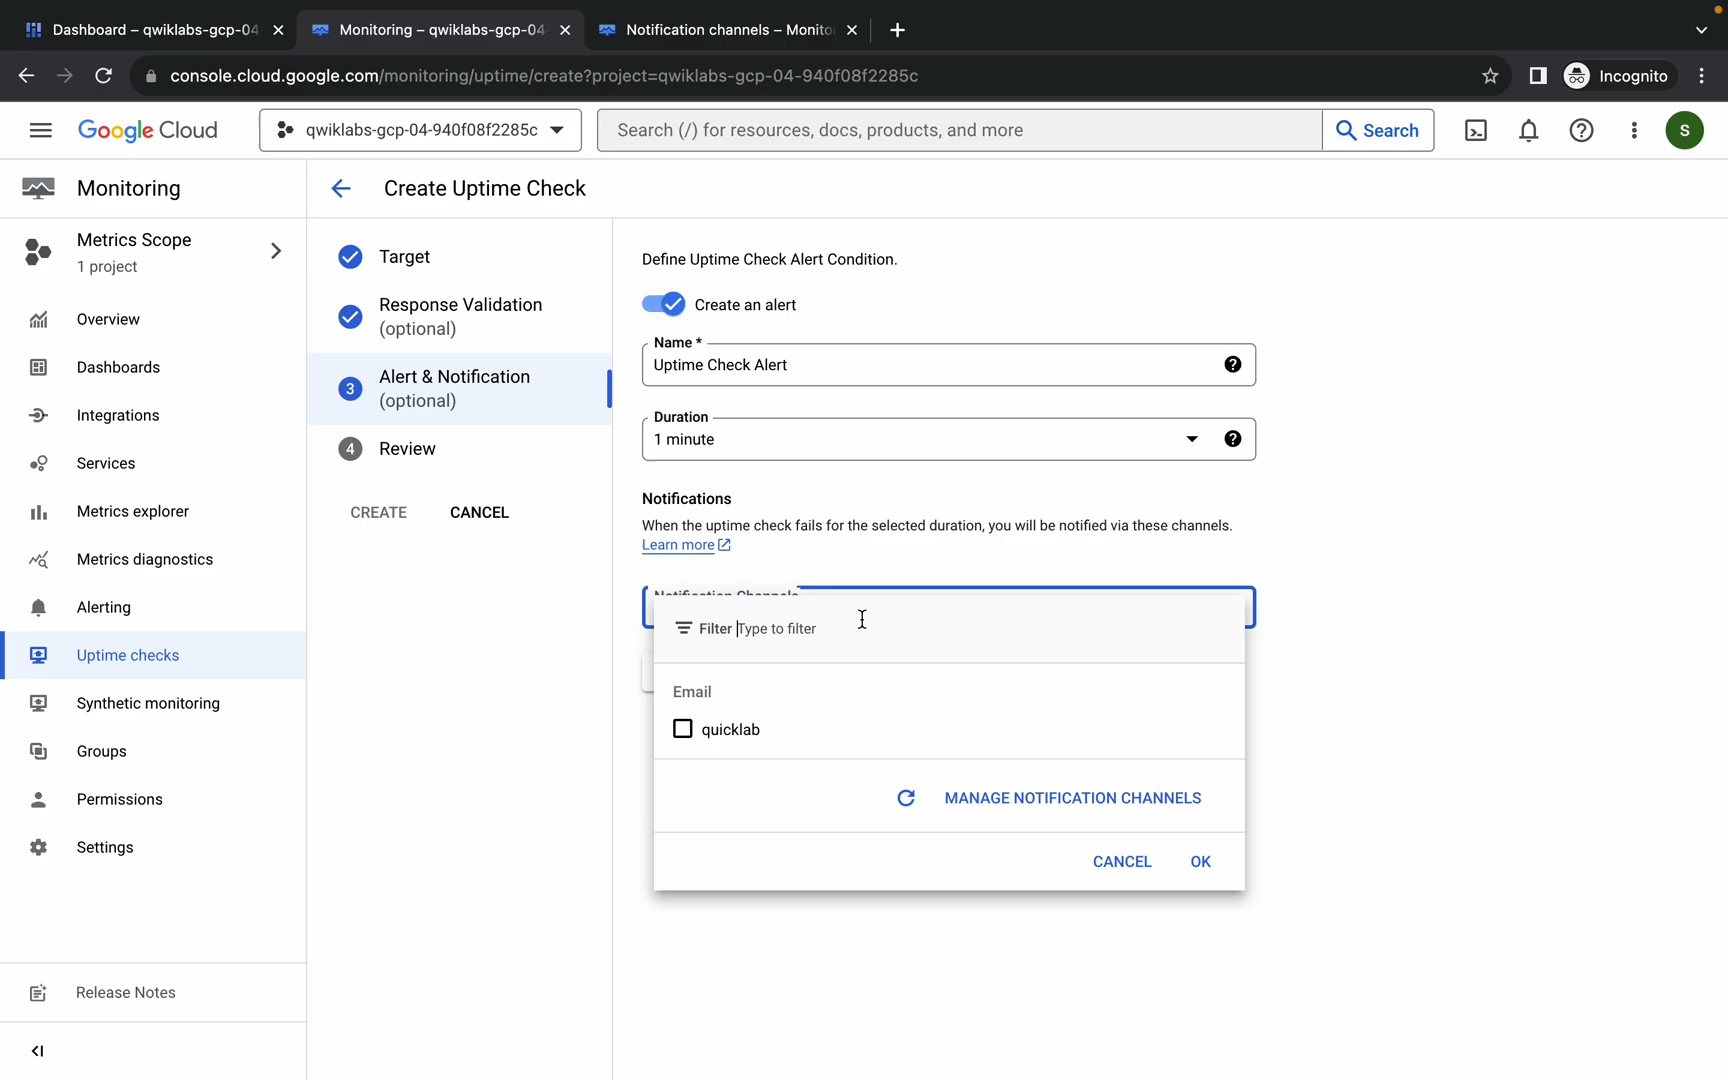 Dashboard – qwiklabs-gcp-04
Monitoring – qwiklabs-gcp-04
Notification channels – Monito
console.cloud.google.com/monitoring/uptime/create?project=qwiklabs-gcp-04-940f08f2285c
Incognito
Google Cloud
qwiklabs-gcp-04-940f08f2285c
Search (/) for resources, docs, products, and more
Search
S
Monitoring
Metrics Scope
1 project
Overview
Dashboards
Integrations
Services
Metrics explorer
Metrics diagnostics
Alerting
Uptime checks
Synthetic monitoring
Groups
Permissions
Settings
Release Notes
Create Uptime Check
Target
Response Validation
(optional)
3
Alert & Notification
(optional)
4 Review
CREATE CANCEL
Define Uptime Check Alert Condition.
Create an alert
Name *
Uptime Check Alert
Duration
1 minute
Notifications
When the uptime check fails for the selected duration, you will be notified via these channels.
Learn more
Notification Channels
Filter Type to filter
Email
quicklab
MANAGE NOTIFICATION CHANNELS
CANCEL OK